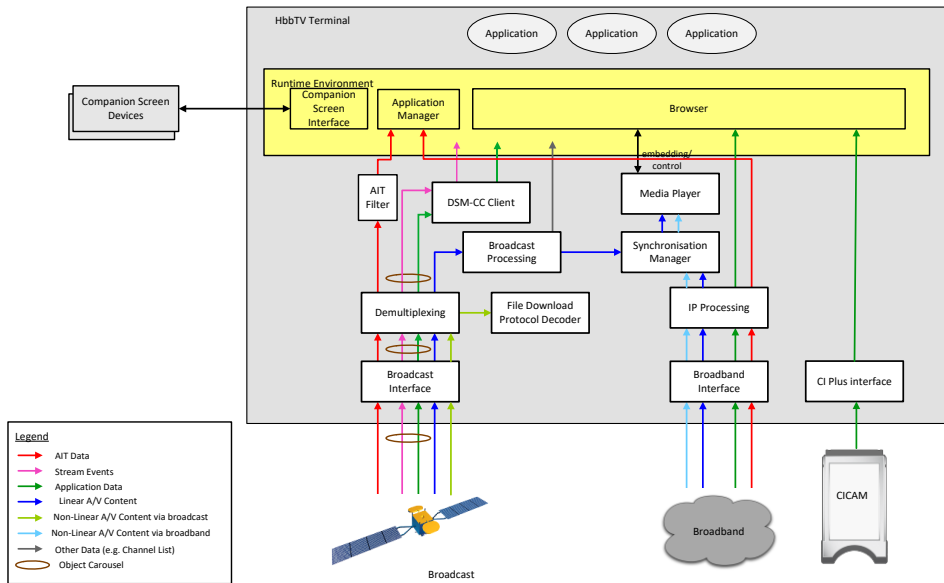 HbbTV Terminal
Application
Application
Application
Runtime Environment
Companion Screen
Devices
Companion
Screen
Interface
Application
Manager
Browser
embedding/
control
AIT
Filter
DSM-CC Client
Media Player
Broadcast
Processing
Synchronisation
Manager
Demultiplexing
File Download
Protocol Decoder
IP Processing
Broadcast
Interface
Broadband
Interface
CI Plus interface
Legend
AIT Data
Stream Events
Application Data
Linear A/V Content
Non-Linear A/V Content via broadcast
Non-Linear A/V Content via broadband
Other Data (e.g. Channel List)
Object Carousel
Broadcast
Broadband
CICAM